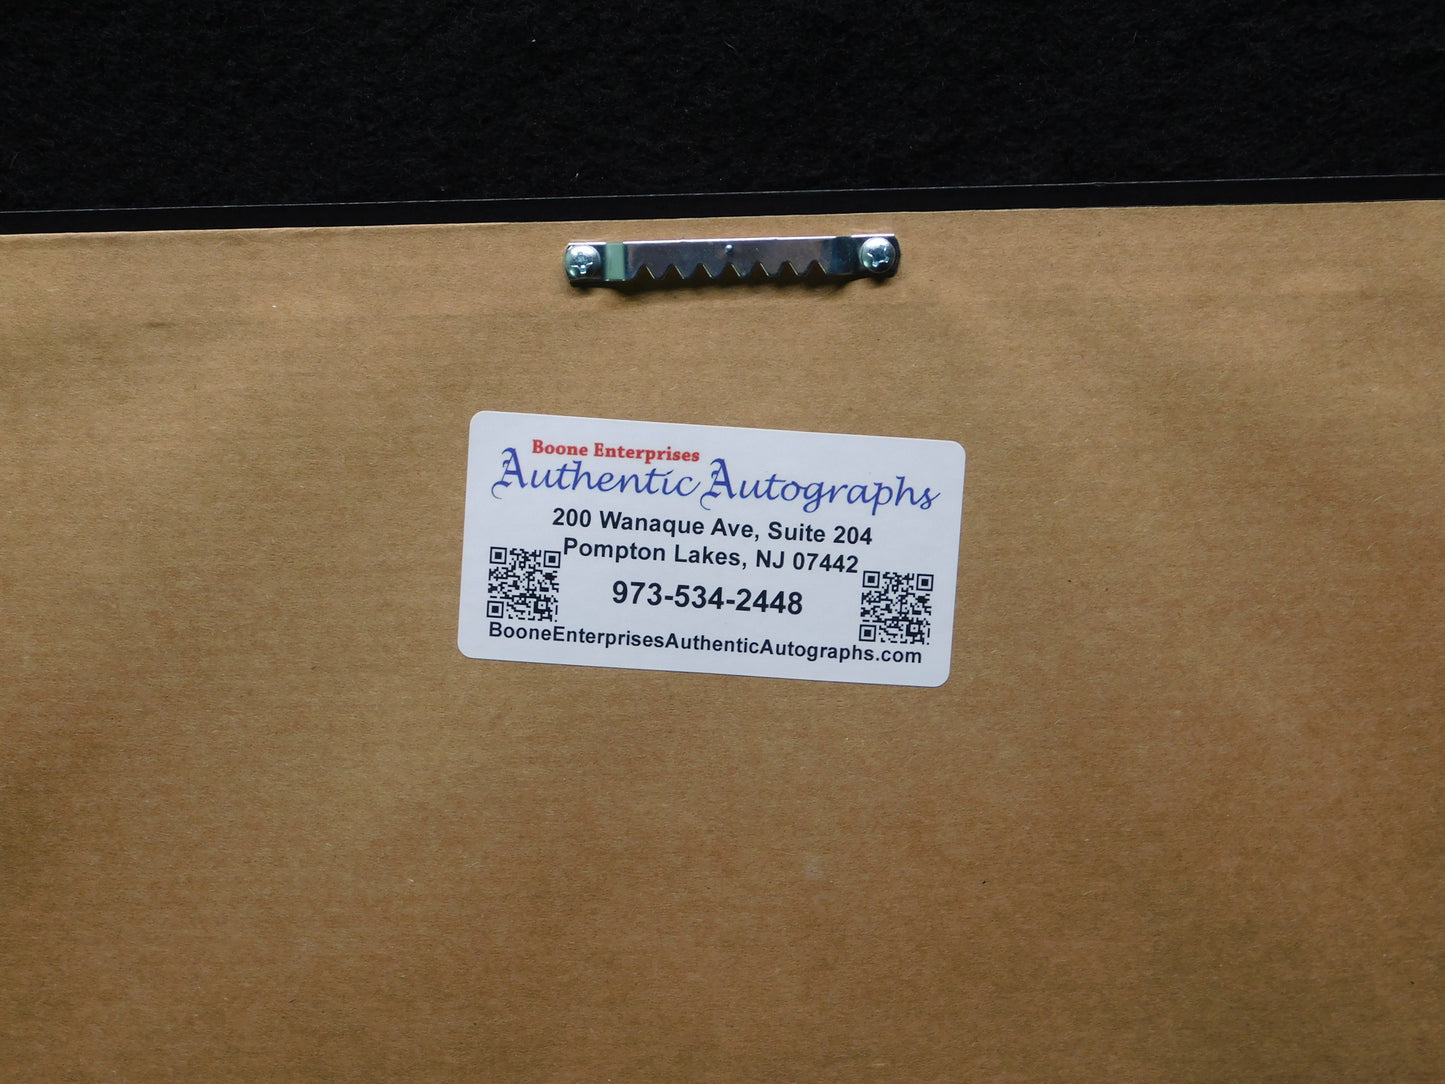 Boone Enterprises
Authentic Autographs
200 Wanaque Ave, Suite 204
Pompton Lakes, NJ 07442
973-534-2448
BooneEnterprisesAuthenticAutographs.com